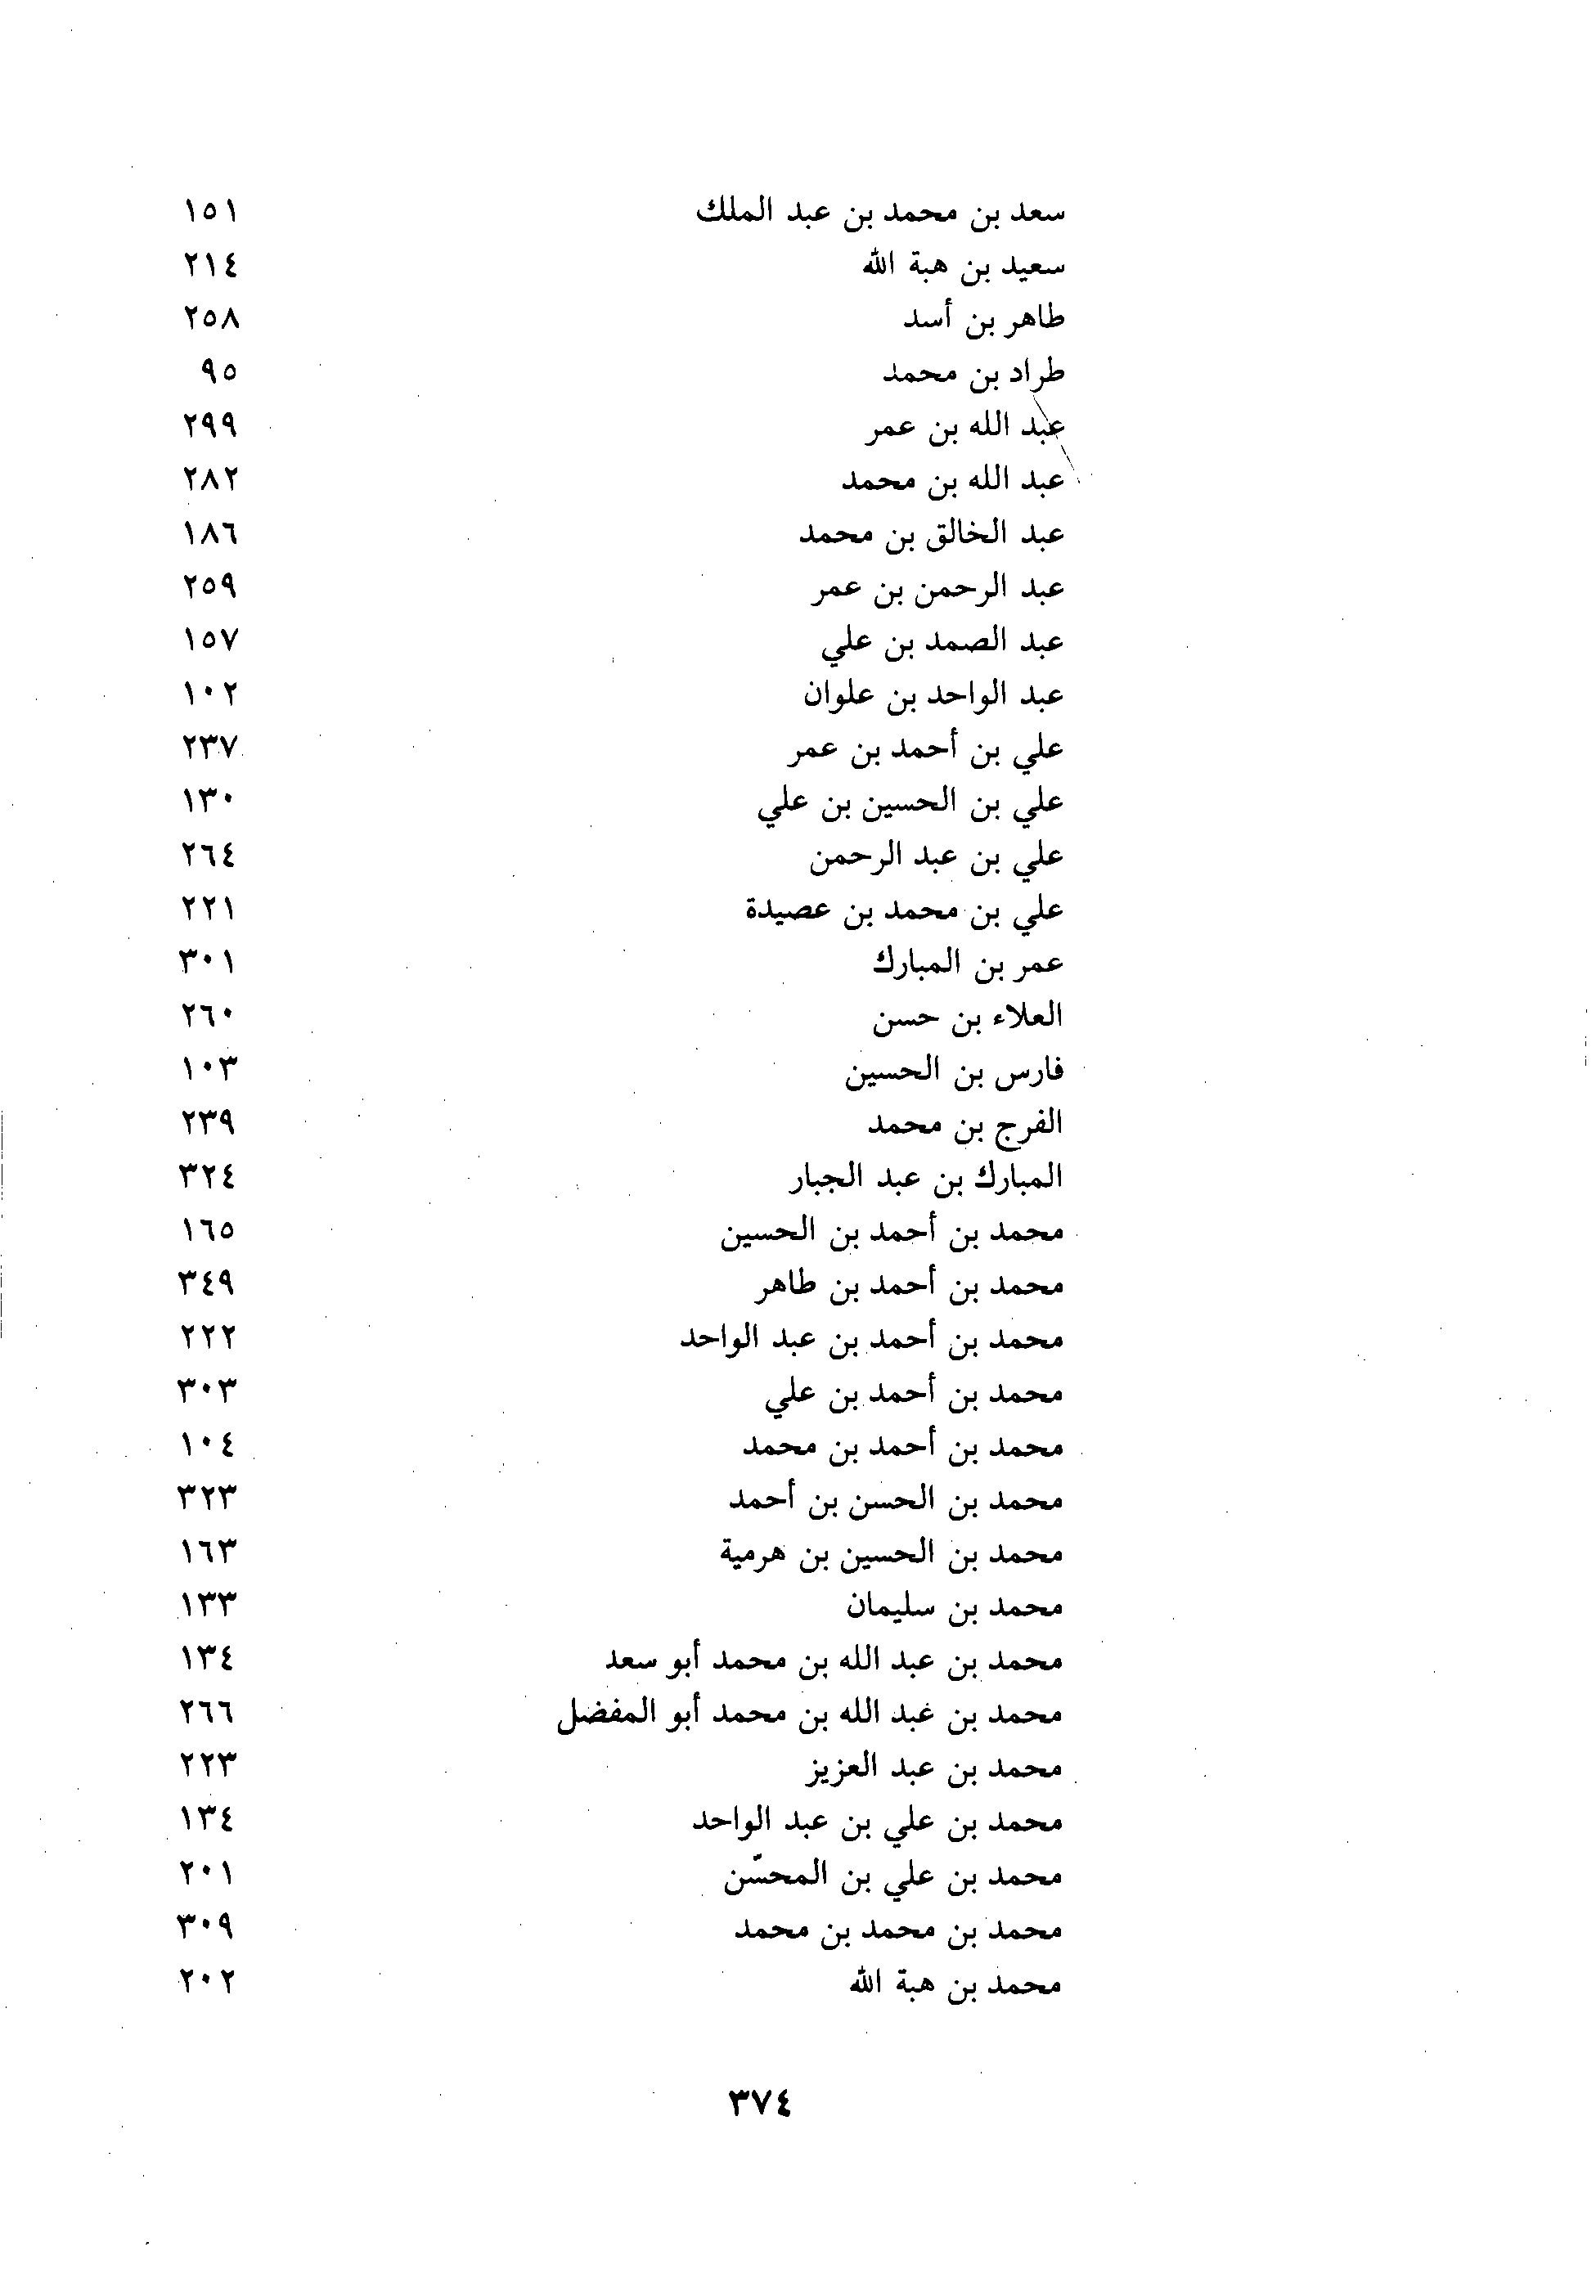 سعد بن محمد بن عبد الملك ١٥١
سعيد بن هبة الله ٢١٤
طاهر بن أسد ٢٥٨
طراد بن محمد ٩٥
عبد الله بن عمر ٢٩٩
عبد الله بن محمد ٢٨٢
عبد الخالق بن محمد ١٨٦
عبد الرحمن بن عمر ٢٥٩
عبد الصمد بن علي ١٥٧
عبد الواحد بن علوان ١٠٢
علي بن أحمد بن عمر ٢٣٧
علي بن الحسين بن علي ١٣٠
علي بن عبد الرحمن ٢٦٤
علي بن محمد بن عصيدة ٢٢١
عمر بن المبارك ٣٠١
العلاء بن حسن ٢٦٠
فارس بن الحسين ١٠٣
الفرج بن محمد ٢٣٩
المبارك بن عبد الجبار ٣٢٤
محمد بن أحمد بن الحسين ١٦٥
محمد بن أحمد بن طاهر ٣٤٩
محمد بن أحمد بن عبد الواحد ٢٢٢
محمد بن أحمد بن علي ٣٠٣
محمد بن أحمد بن محمد ١٠٤
محمد بن الحسن بن أحمد ٣٢٣
محمد بن الحسين بن هرمية ١٦٣
محمد بن سليمان ١٣٣
محمد بن عبد الله بن محمد أبو سعد ١٣٤
محمد بن عبد الله بن محمد أبو المفضل ٢٦٦
محمد بن عبد العزيز ٢٢٣
محمد بن علي بن عبد الواحد ١٣٤
محمد بن علي بن المحسّن ٢٠١
محمد بن محمد بن محمد ٣٠٩
محمد بن هبة الله ٢٠٢
٣٧٤